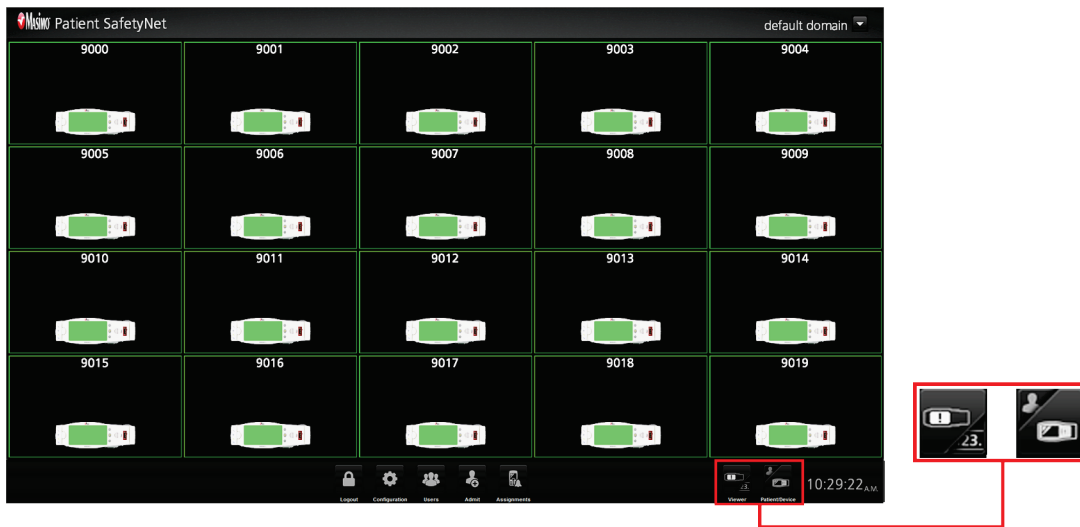 Masimo Patient SafetyNet
default domain
9000 9001 9002 9003 9004
9005 9006 9007 9008 9009
9010 9011 9012 9013 9014
9015 9016 9017 9018 9019
Logout Configuration Users Admit Assignments
23.
Viewer Patient/Device
10:29:22 A.M.
! 23.